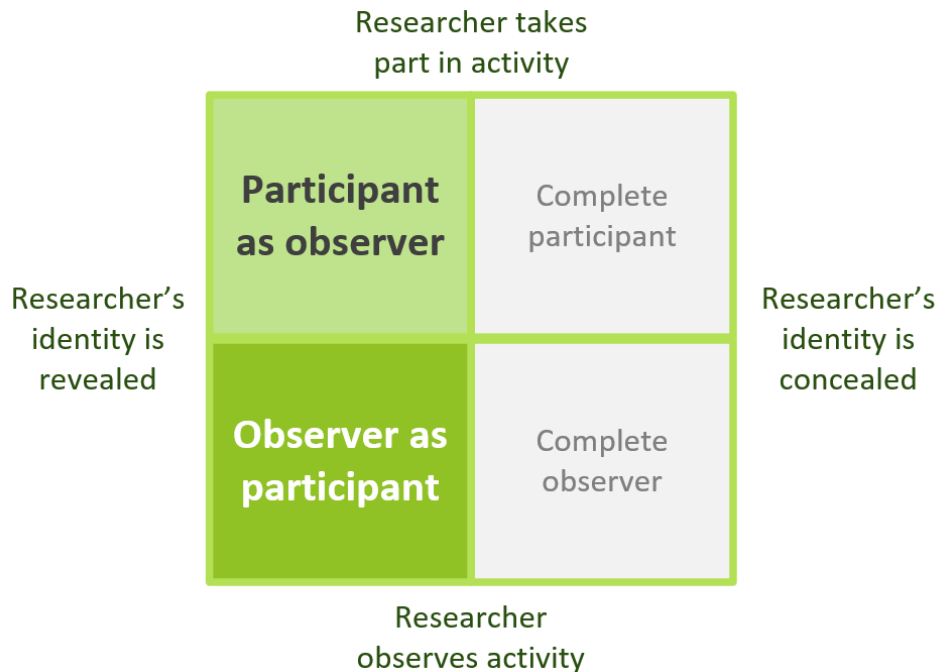 Researcher takes
part in activity
Participant
as observer
Complete
participant
Researcher’s
identity is
revealed
Researcher’s
identity is
concealed
Observer as
participant
Complete
observer
Researcher
observes activity